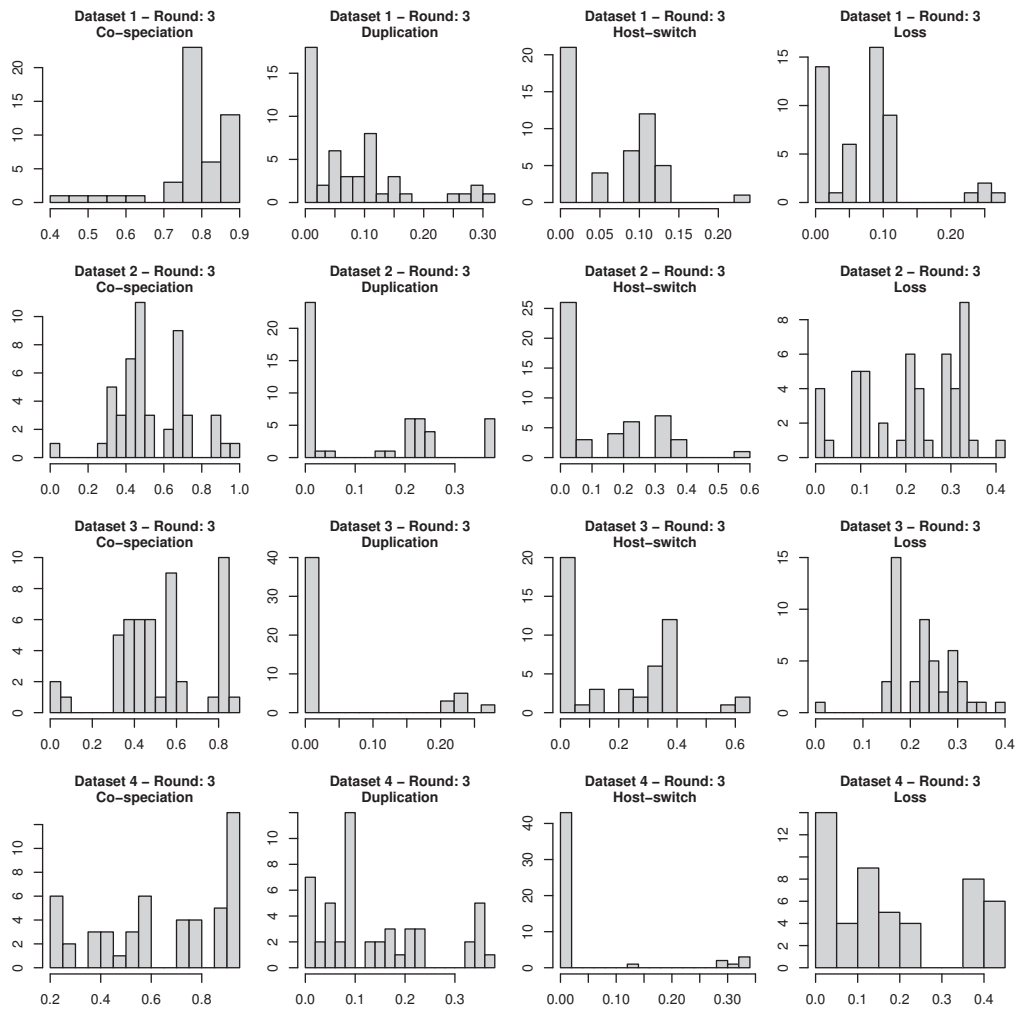 Dataset 1 − Round: 3
Co−speciation
0 5 10 15 20
0.4 0.5 0.6 0.7 0.8 0.9
Dataset 1 − Round: 3
Duplication
0 5 10 15
0.00 0.10 0.20 0.30
Dataset 1 − Round: 3
Host−switch
0 5 10 15 20
0.00 0.05 0.10 0.15 0.20
Dataset 1 − Round: 3
Loss
0 5 10 15
0.00 0.10 0.20
Dataset 2 − Round: 3
Co−speciation
0 2 4 6 8 10
0.0 0.2 0.4 0.6 0.8 1.0
Dataset 2 − Round: 3
Duplication
0 5 10 15 20
0.0 0.1 0.2 0.3
Dataset 2 − Round: 3
Host−switch
0 5 10 15 20 25
0.0 0.1 0.2 0.3 0.4 0.5 0.6
Dataset 2 − Round: 3
Loss
0 2 4 6 8
0.0 0.1 0.2 0.3 0.4
Dataset 3 − Round: 3
Co−speciation
0 2 4 6 8 10
0.0 0.2 0.4 0.6 0.8
Dataset 3 − Round: 3
Duplication
0 10 20 30 40
0.00 0.10 0.20
Dataset 3 − Round: 3
Host−switch
0 5 10 15 20
0.0 0.2 0.4 0.6
Dataset 3 − Round: 3
Loss
0 5 10 15
0.0 0.1 0.2 0.3 0.4
Dataset 4 − Round: 3
Co−speciation
0 2 4 6 8 10
0.2 0.4 0.6 0.8
Dataset 4 − Round: 3
Duplication
0 2 4 6 8 10
0.0 0.1 0.2 0.3
Dataset 4 − Round: 3
Host−switch
0 10 20 30 40
0.00 0.10 0.20 0.30
Dataset 4 − Round: 3
Loss
0 2 4 6 8 12
0.0 0.1 0.2 0.3 0.4